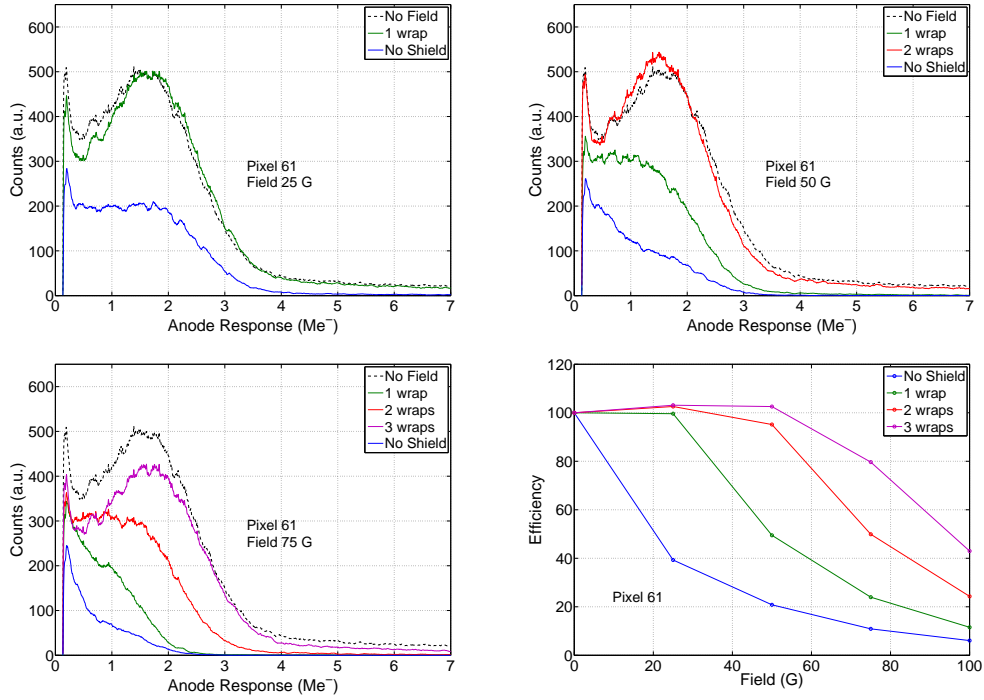 600
500
400
300
200
100
0
Counts (a.u.)
No Field
1 wrap
No Shield
Pixel 61
Field 25 G
0 1 2 3 4 5 6 7
Anode Response (Me⁻)
600
500
400
300
200
100
0
Counts (a.u.)
No Field
1 wrap
2 wraps
No Shield
Pixel 61
Field 50 G
0 1 2 3 4 5 6 7
Anode Response (Me⁻)
600
500
400
300
200
100
0
Counts (a.u.)
No Field
1 wrap
2 wraps
3 wraps
No Shield
Pixel 61
Field 75 G
0 1 2 3 4 5 6 7
Anode Response (Me⁻)
120
100
80
60
40
20
0
Efficiency
No Shield
1 wrap
2 wraps
3 wraps
Pixel 61
0 20 40 60 80 100
Field (G)